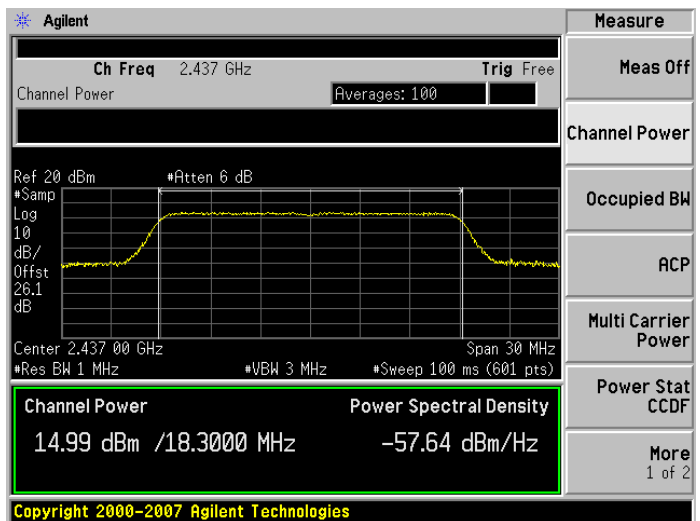 Agilent
Measure
Ch Freq 2.437 GHz Trig Free
Channel Power Averages: 100
Meas Off
Channel Power
Occupied BW
ACP
Multi Carrier
Power
Power Stat
CCDF
More
1 of 2
Ref 20 dBm #Atten 6 dB
#Samp
Log
10
dB/
Offst
26.1
dB
Center 2.437 00 GHz Span 30 MHz
#Res BW 1 MHz #VBW 3 MHz #Sweep 100 ms (601 pts)
Channel Power Power Spectral Density
14.99 dBm /18.3000 MHz -57.64 dBm/Hz
Copyright 2000-2007 Agilent Technologies